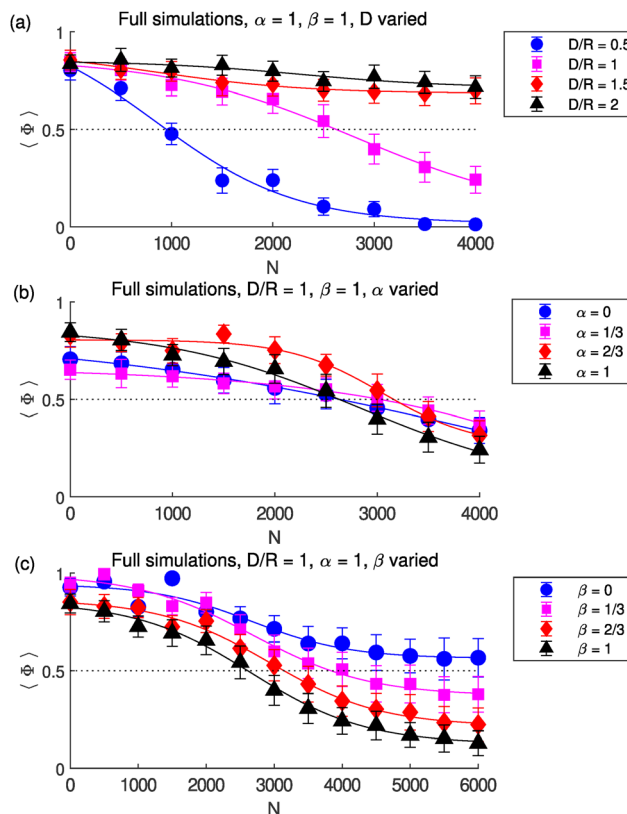 (a)
Full simulations, α = 1, β = 1, D varied
1
0.5
0
⟨ Φ ⟩
0 1000 2000 3000 4000
N
D/R = 0.5
D/R = 1
D/R = 1.5
D/R = 2
(b)
Full simulations, D/R = 1, β = 1, α varied
1
0.5
0
⟨ Φ ⟩
0 1000 2000 3000 4000
N
α = 0
α = 1/3
α = 2/3
α = 1
(c)
Full simulations, D/R = 1, α = 1, β varied
1
0.5
0
⟨ Φ ⟩
0 1000 2000 3000 4000 5000 6000
N
β = 0
β = 1/3
β = 2/3
β = 1